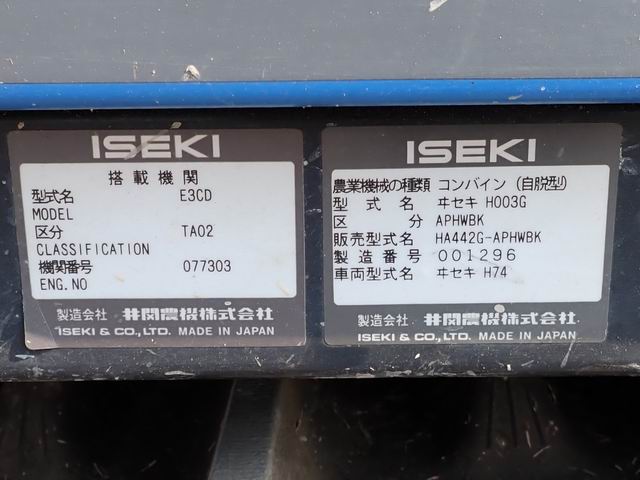 ISEKI
搭載機関
型式名 E3CD
MODEL
区分 TA02
CLASSIFICATION
機関番号 077303
ENG.NO
製造会社 井関農機株式会社
ISEKI & CO., LTD. MADE IN JAPAN
ISEKI
農業機械の種類 コンバイン (自脱型)
型式名 ヰセキ H003G
区分 APHWBK
販売型式名 HA442G-APHWBK
製造番号 001296
車両型式名 ヰセキ H74
製造会社 井関農機株式会社
ISEKI & CO., LTD. MADE IN JAPAN